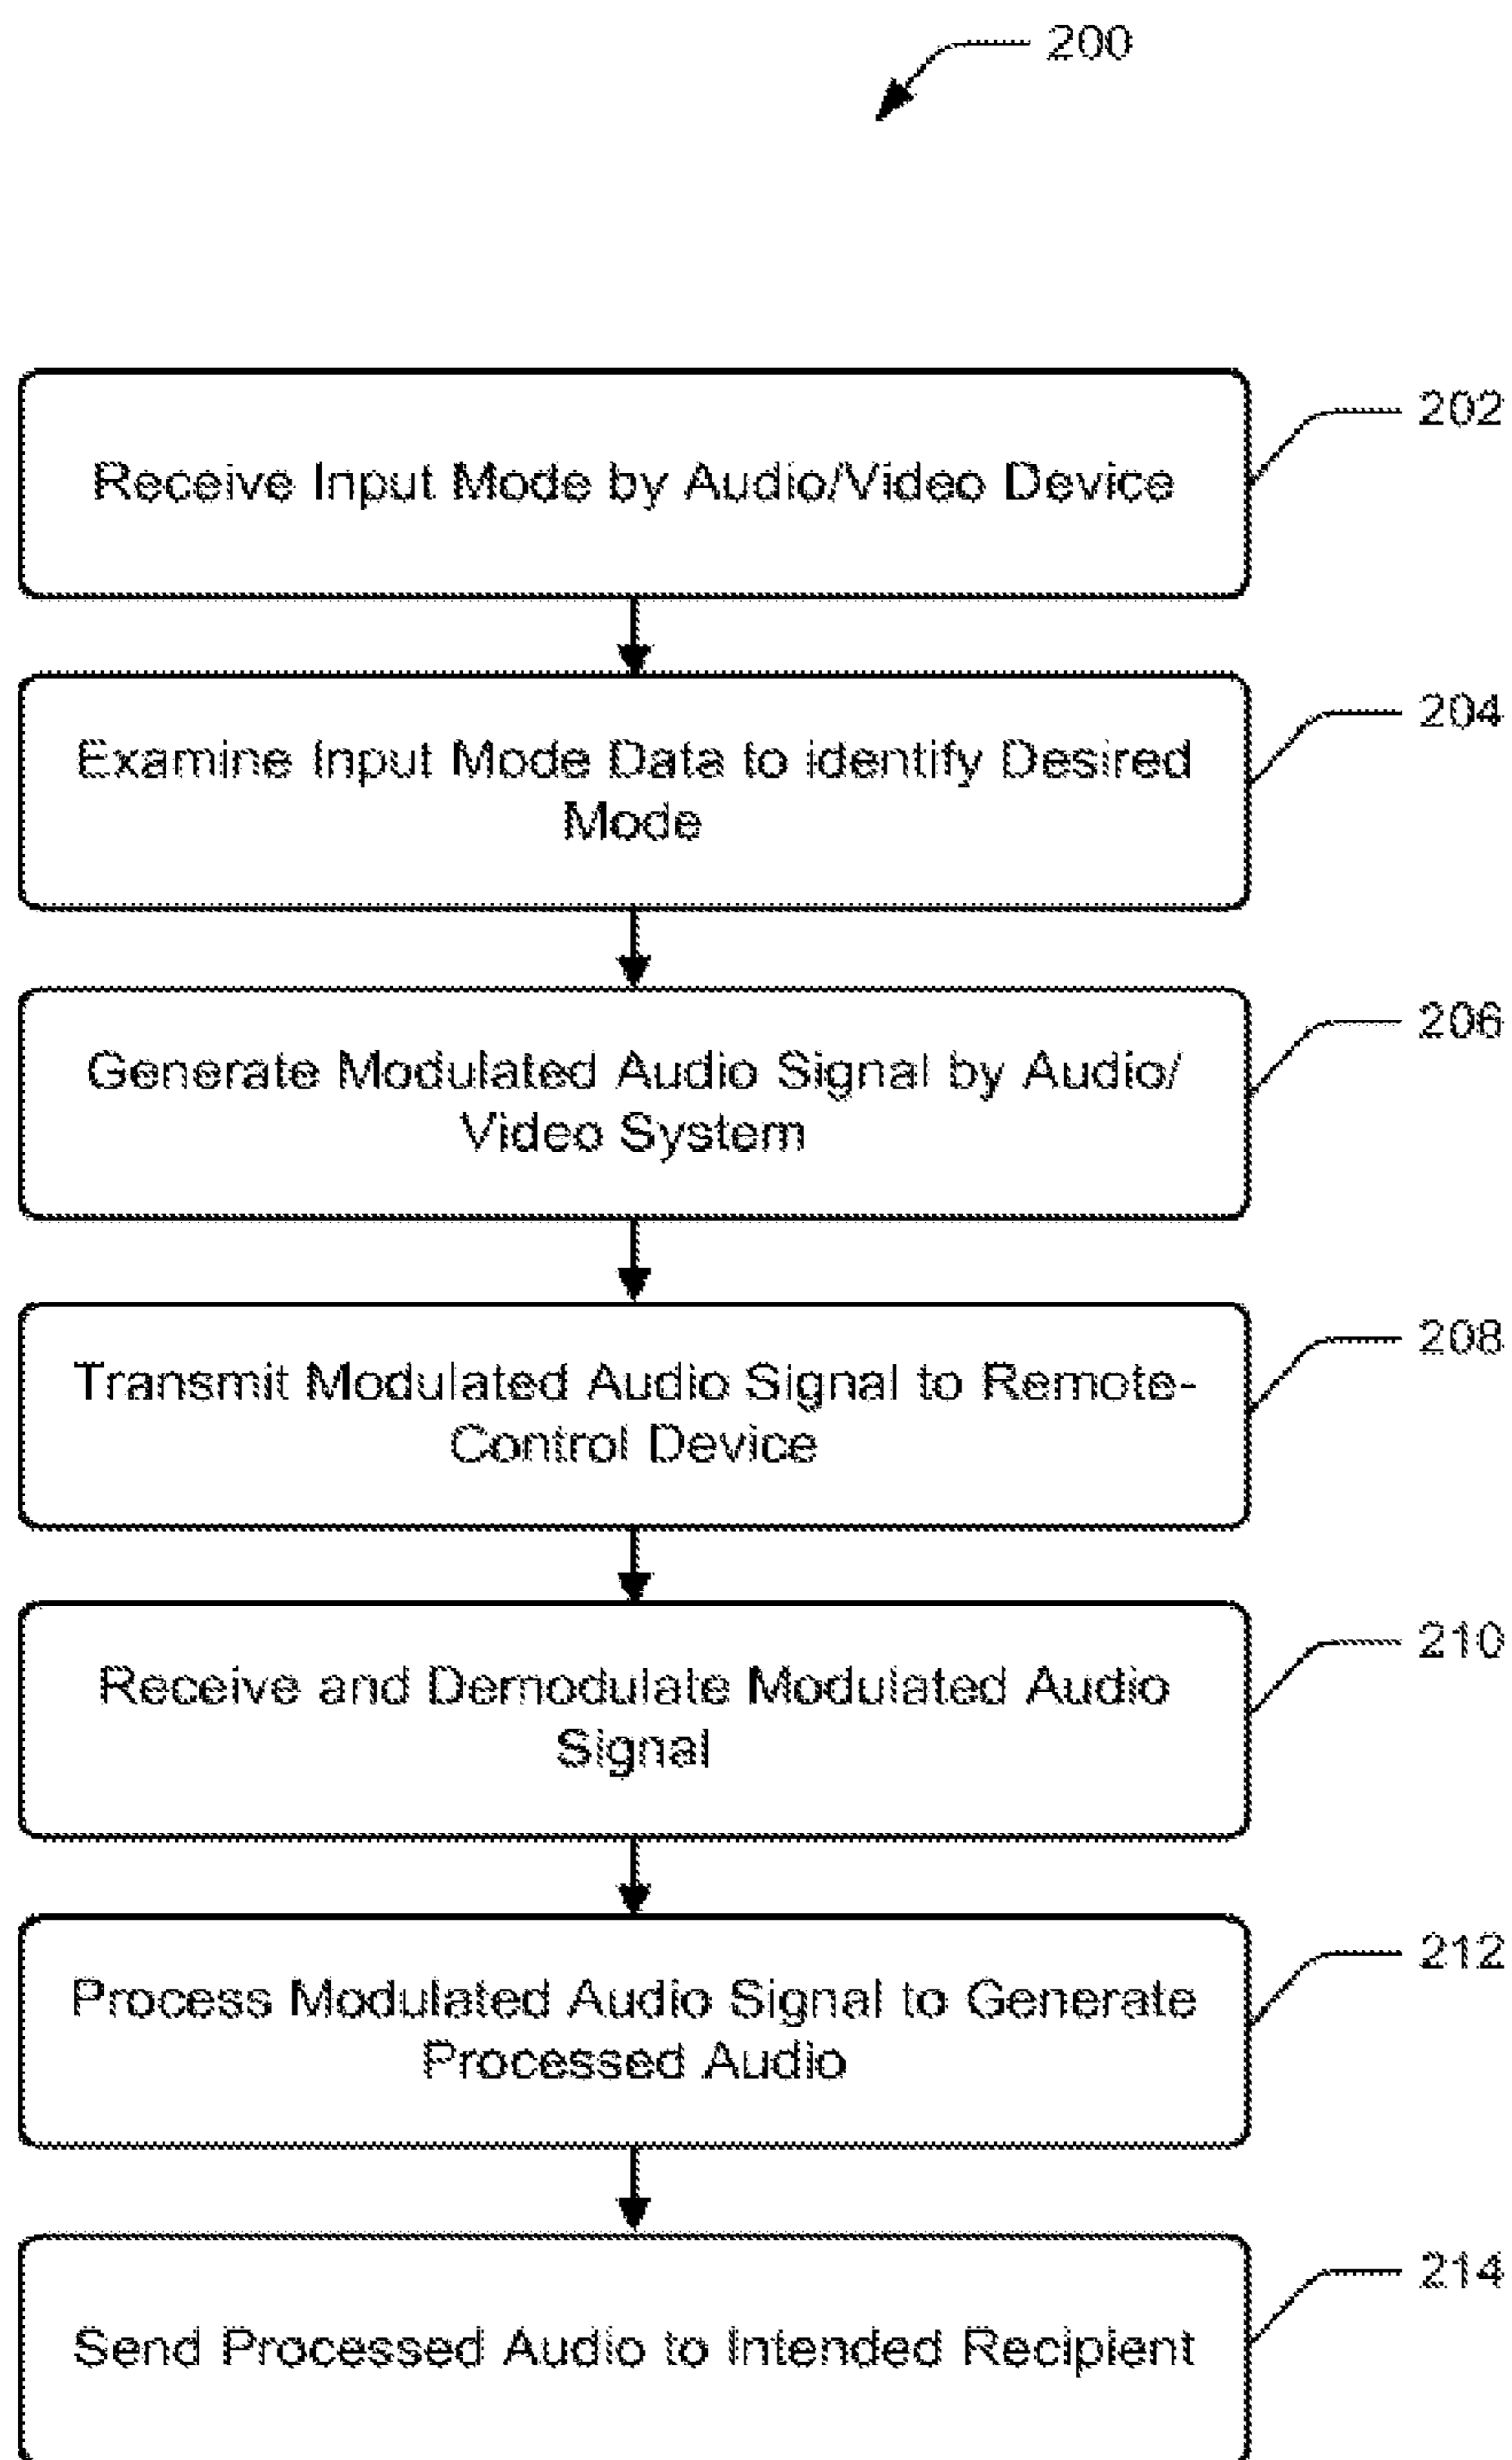 200
Receive Input Mode by Audio/Video Device
202
Examine Input Mode Data to identify Desired
Mode
204
Generate Modulated Audio Signal by Audio/
Video System
206
Transmit Modulated Audio Signal to Remote-
Control Device
208
Receive and Demodulate Modulated Audio
Signal
210
Process Modulated Audio Signal to Generate
Processed Audio
212
Send Processed Audio to Intended Recipient
214